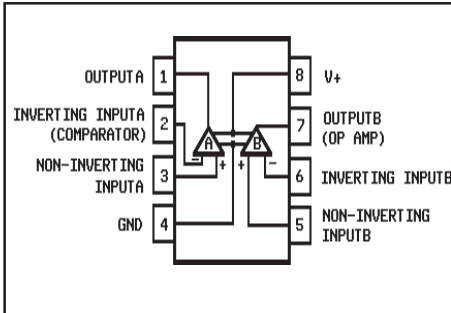 OUTPUTA 1
INVERTING INPUTA 2
(COMPARATOR)
NON-INVERTING 3
INPUTA
GND 4
8 V+
7 OUTPUTB
(OP AMP)
6 INVERTING INPUTB
5 NON-INVERTING
INPUTB
A
B
- +
+ -